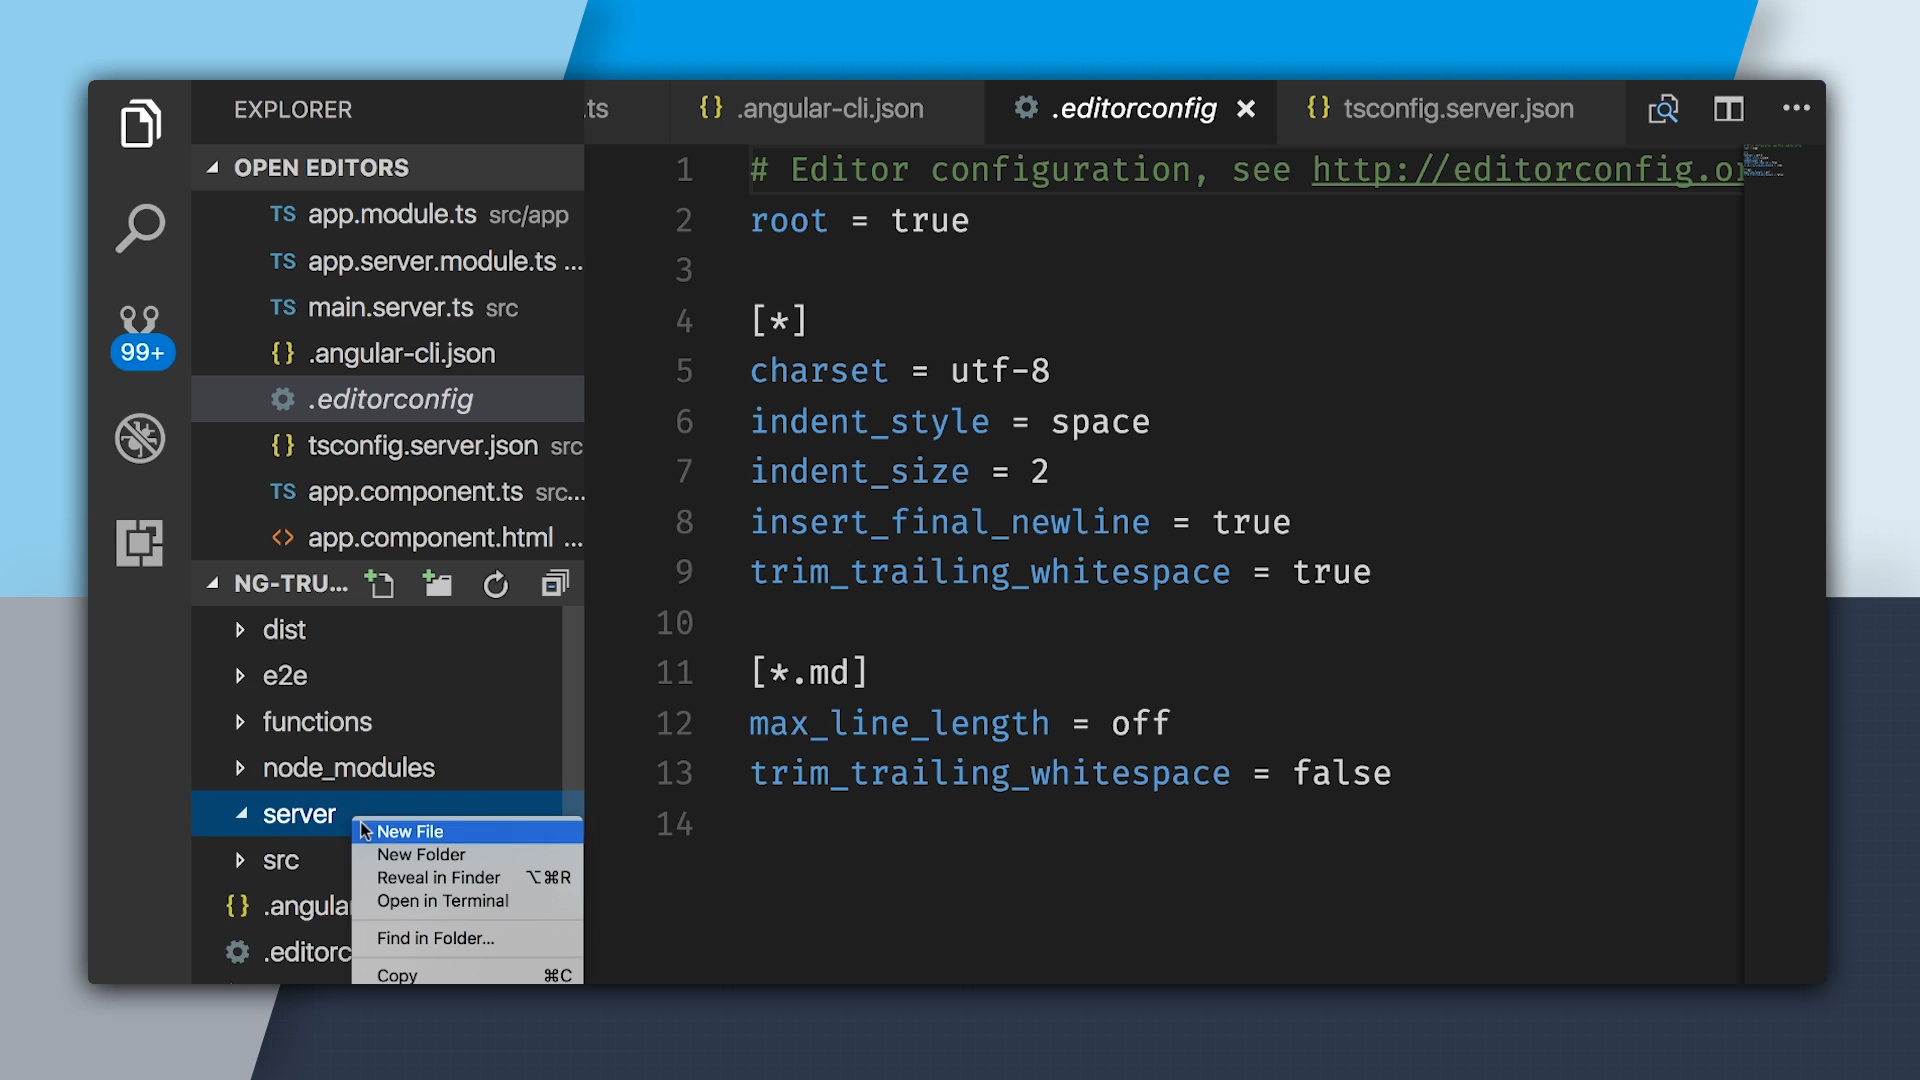 EXPLORER
OPEN EDITORS
TS app.module.ts src/app
TS app.server.module.ts ...
TS main.server.ts src
{} .angular-cli.json
.editorconfig
{} tsconfig.server.json src
TS app.component.ts src...
<> app.component.html ...
99+
NG-TRU...
dist
e2e
functions
node_modules
server
src
{} .angula
.editorc
New File
New Folder
Reveal in Finder ⌥⌘R
Open in Terminal
Find in Folder...
Copy ⌘C
.ts
{} .angular-cli.json
.editorconfig ×
{} tsconfig.server.json
...
1 # Editor configuration, see http://editorconfig.or
2 root = true
3
4 [*]
5 charset = utf-8
6 indent_style = space
7 indent_size = 2
8 insert_final_newline = true
9 trim_trailing_whitespace = true
10
11 [*.md]
12 max_line_length = off
13 trim_trailing_whitespace = false
14